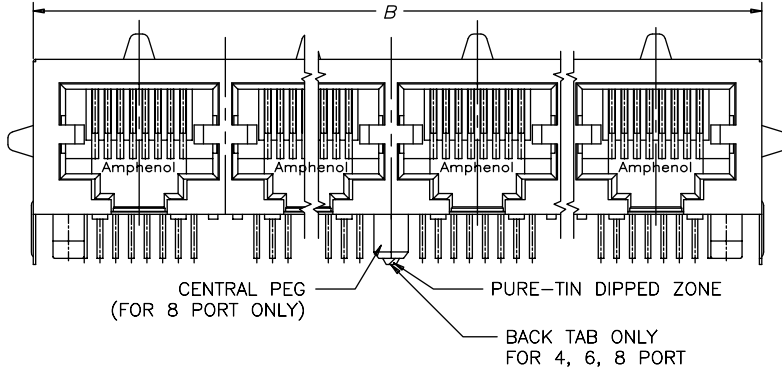 B
Amphenol
Amphenol
Amphenol
Amphenol
CENTRAL PEG
(FOR 8 PORT ONLY)
PURE-TIN DIPPED ZONE
BACK TAB ONLY
FOR 4, 6, 8 PORT